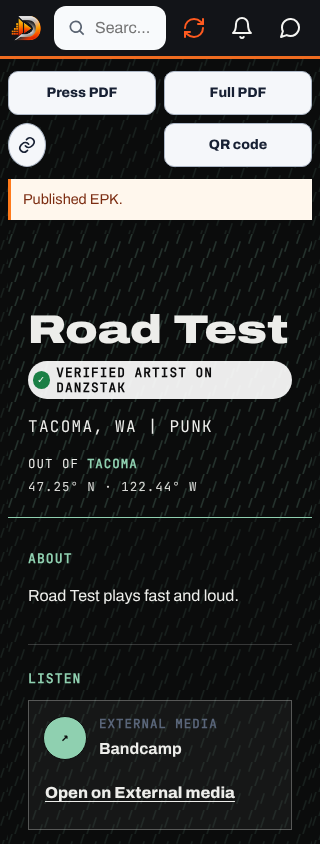 Searc...
Press PDF
Full PDF
QR code
Published EPK.
Road Test
✓ VERIFIED ARTIST ON
DANZSTAK
TACOMA, WA | PUNK
OUT OF TACOMA
47.25° N · 122.44° W
ABOUT
Road Test plays fast and loud.
LISTEN
↗ EXTERNAL MEDIA
Bandcamp
Open on External media